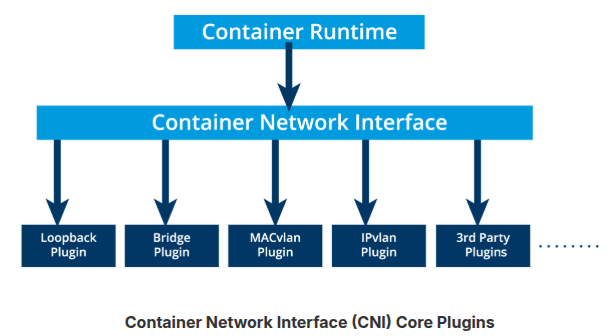 Container Runtime
Container Network Interface
Loopback
Plugin
Bridge
Plugin
MACvlan
Plugin
IPvlan
Plugin
3rd Party
Plugins
........
Container Network Interface (CNI) Core Plugins